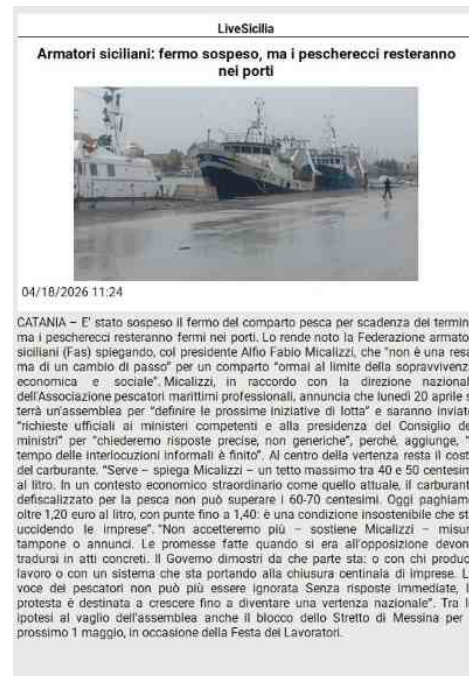 LiveSicilia
Armatori siciliani: fermo sospeso, ma i pescherecci resteranno
nei porti
04/18/2026 11:24
CATANIA – E' stato sospeso il fermo del comparto pesca per scadenza dei termin
ma i pescherecci resteranno fermi nei porti. Lo rende noto la Federazione armato
siciliani (Fas) spiegando, col presidente Alfio Fabio Micalizzi, che "non è una resa
ma di un cambio di passo" per un comparto "ormai al limite della sopravvivenz
economica e sociale". Micalizzi, in raccordo con la direzione nazional
dell'Associazione pescatori marittimi professionali, annuncia che lunedì 20 aprile s
terrà un'assemblea per "definire le prossime iniziative di lotta" e saranno inviat
"richieste ufficiali ai ministeri competenti e alla presidenza del Consiglio de
ministri" per "chiederemo risposte precise, non generiche", perché, aggiunge, "
tempo delle interlocuzioni informali è finito". Al centro della vertenza resta il cost
del carburante. "Serve – spiega Micalizzi – un tetto massimo tra 40 e 50 centesim
al litro. In un contesto economico straordinario come quello attuale, il carburant
defiscalizzato per la pesca non può superare i 60-70 centesimi. Oggi paghiam
oltre 1,20 euro al litro, con punte fino a 1,40: è una condizione insostenibile che st
uccidendo le imprese". "Non accetteremo più – sostiene Micalizzi – misur
tampone o annunci. Le promesse fatte quando si era all'opposizione devon
tradursi in atti concreti. Il Governo dimostri da che parte sta: o con chi produc
lavoro o con un sistema che sta portando alla chiusura centinaia di imprese. L
voce dei pescatori non può più essere ignorata Senza risposte immediate, l
protesta è destinata a crescere fino a diventare una vertenza nazionale". Tra l
ipotesi al vaglio dell'assemblea anche il blocco dello Stretto di Messina per
prossimo 1 maggio, in occasione della Festa dei Lavoratori.